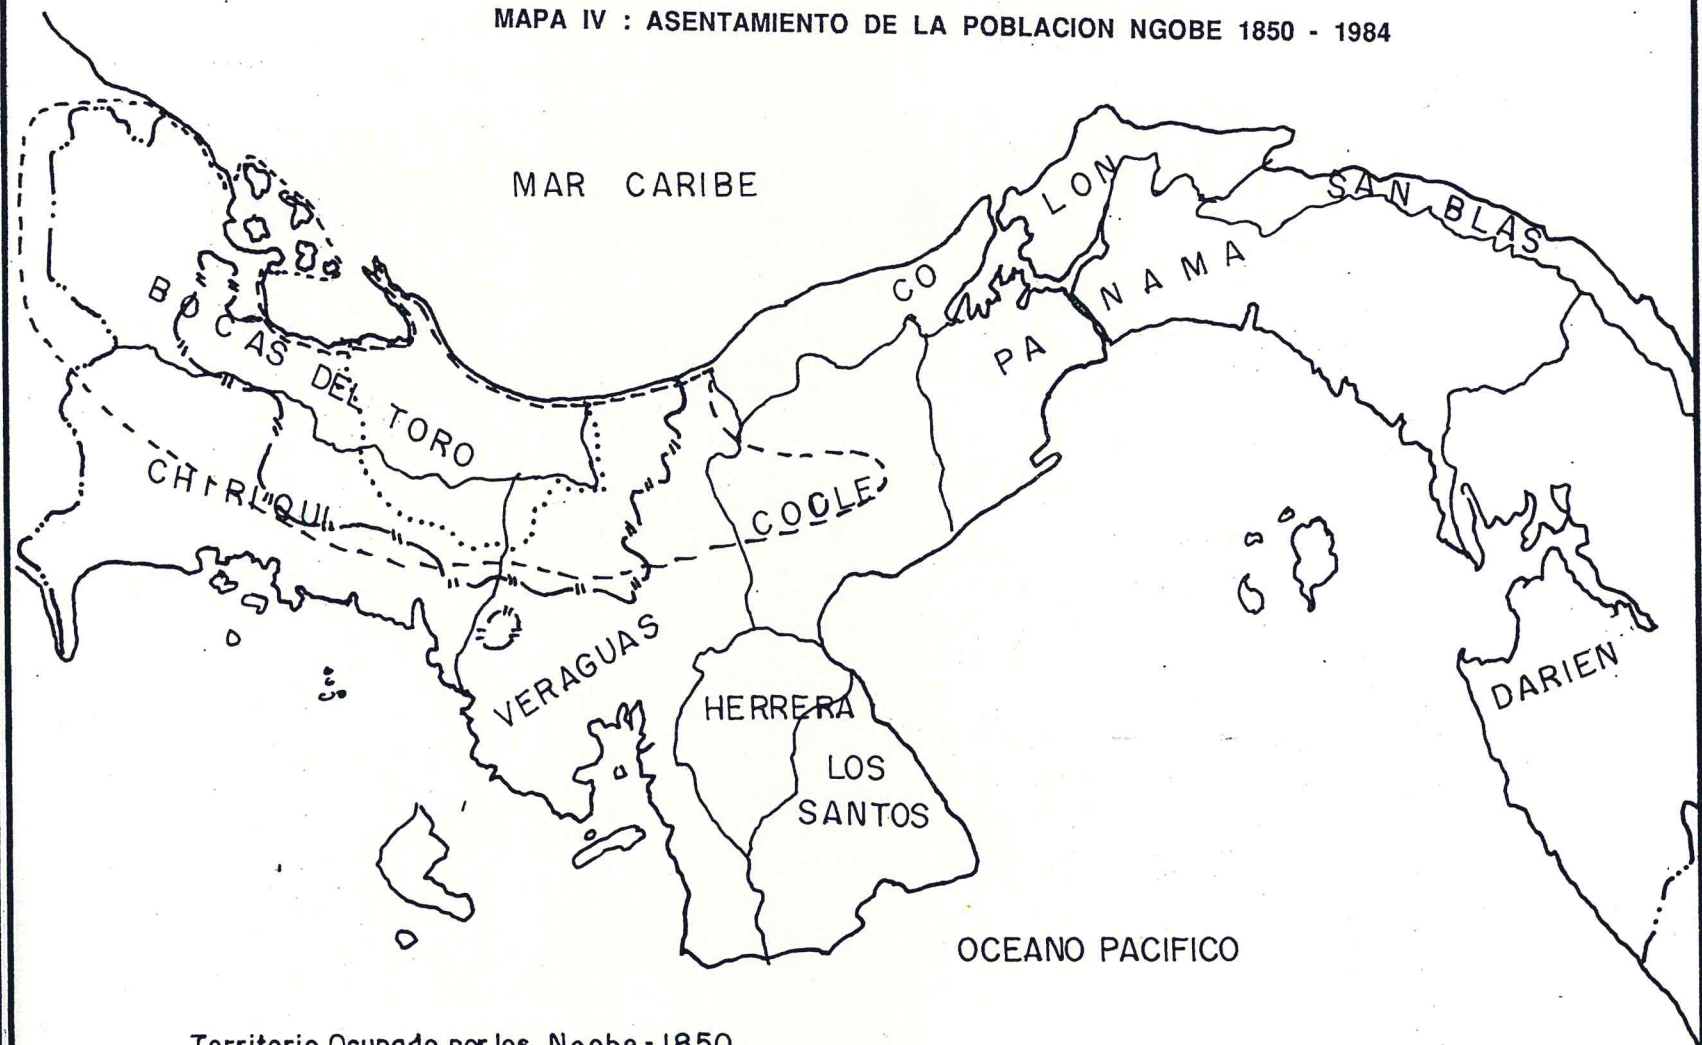 MAPA IV : ASENTAMIENTO DE LA POBLACION NGOBE 1850 - 1984
MAR CARIBE
COLON
SAN BLAS
PANAMA
BOCAS DEL TORO
CHIRIQUI
COCLE
VERAGUAS
HERRERA
LOS
SANTOS
DARIEN
OCEANO PACIFICO
Territorio Ocupado por los Ngobe - 1850